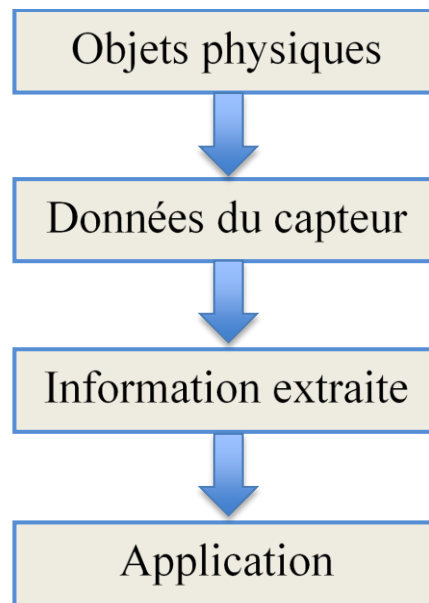 Objets physiques
Données du capteur
Information extraite
Application